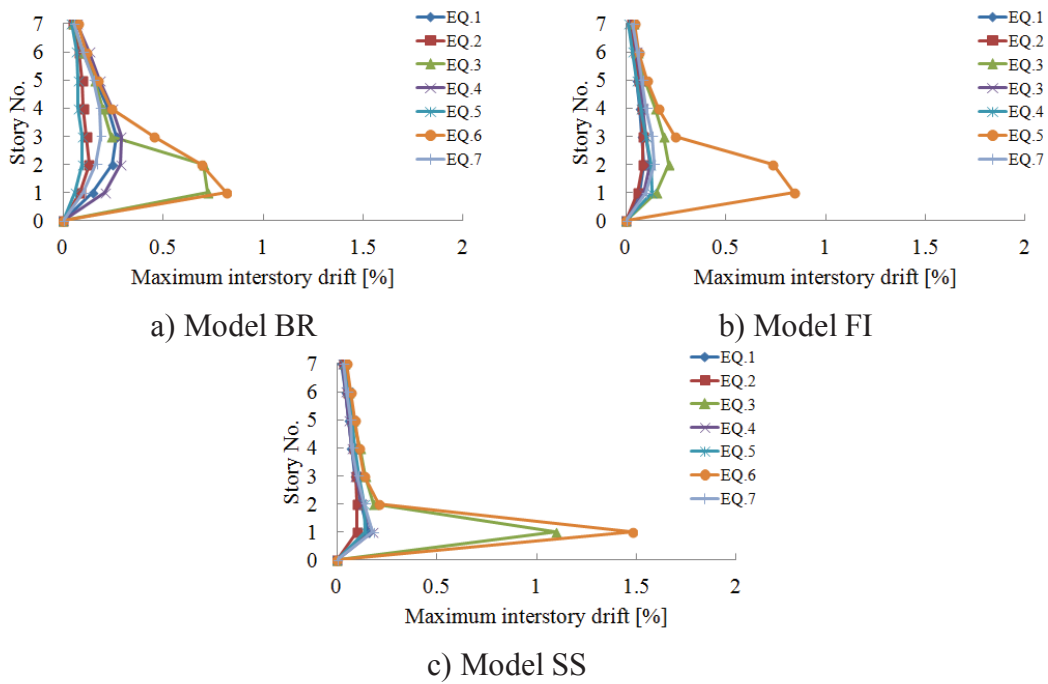 7
6
5
4
3
2
1
0
Story No.
0
0.5
1
1.5
2
Maximum interstory drift [%]
EQ.1
EQ.2
EQ.3
EQ.4
EQ.5
EQ.6
EQ.7
a) Model BR
7
6
5
4
3
2
1
0
Story No.
0
0.5
1
1.5
2
Maximum interstory drift [%]
EQ.1
EQ.2
EQ.3
EQ.3
EQ.4
EQ.5
EQ.7
b) Model FI
7
6
5
4
3
2
1
0
Story No.
0
0.5
1
1.5
2
Maximum interstory drift [%]
EQ.1
EQ.2
EQ.3
EQ.4
EQ.5
EQ.6
EQ.7
c) Model SS